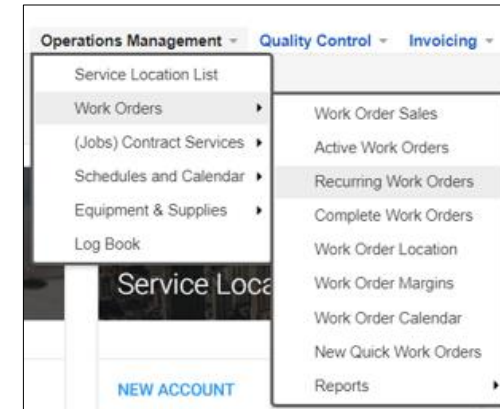 Operations Management Quality Control Invoicing
Service Location List
Work Orders
(Jobs) Contract Services
Schedules and Calendar
Equipment & Supplies
Log Book
Work Order Sales
Active Work Orders
Recurring Work Orders
Complete Work Orders
Work Order Location
Work Order Margins
Work Order Calendar
New Quick Work Orders
Reports
Service Loca
NEW ACCOUNT